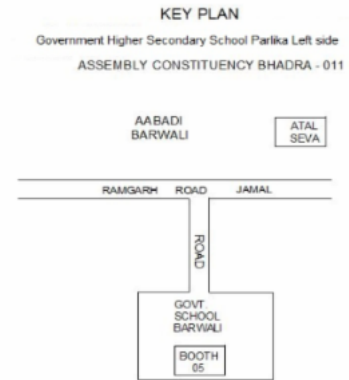 KEY PLAN
Government Higher Secondary School Parlika Left side
ASSEMBLY CONSTITUENCY BHADRA - 011
AABADI
BARWALI
ATAL
SEVA
RAMGARH ROAD JAMAL
ROAD
GOVT.
SCHOOL
BARWALI
BOOTH
05